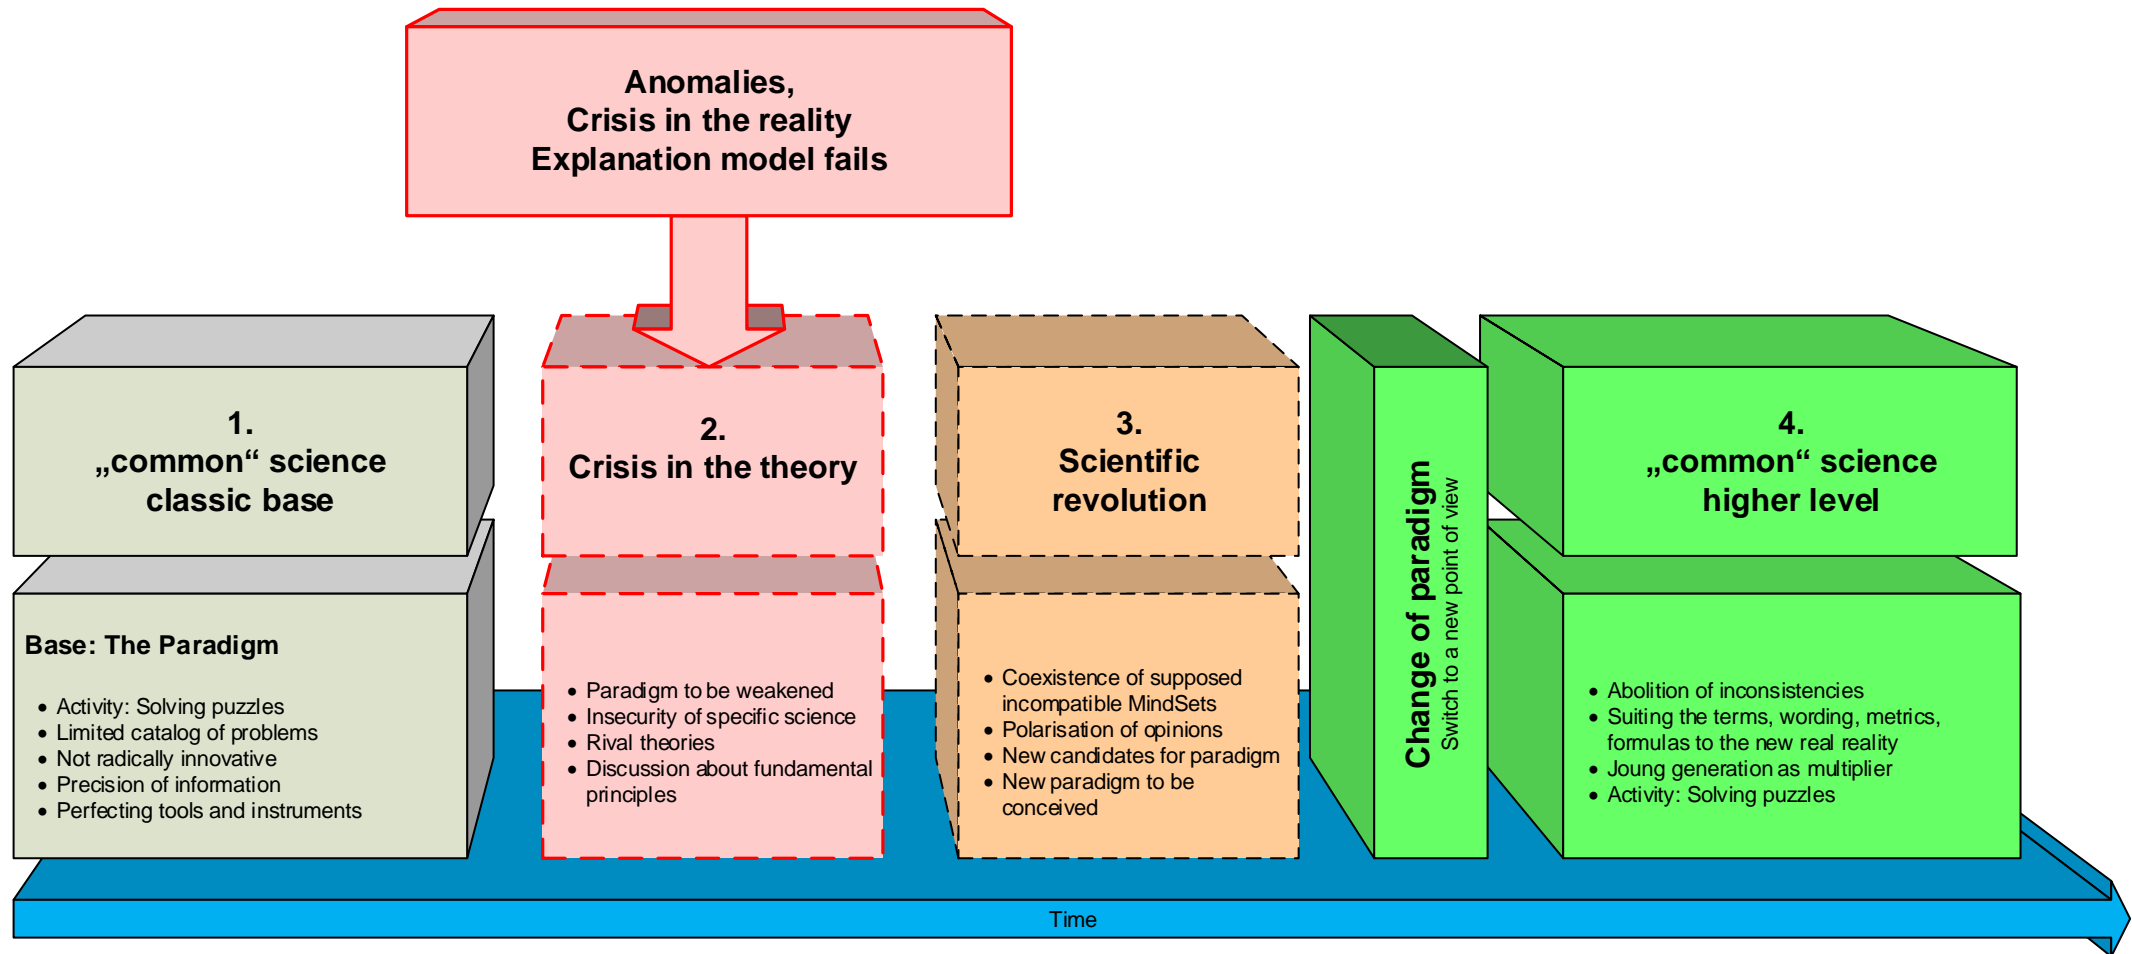 Anomalies,
Crisis in the reality
Explanation model fails
1.
„common“ science
classic base
Base: The Paradigm
• Activity: Solving puzzles
• Limited catalog of problems
• Not radically innovative
• Precision of information
• Perfecting tools and instruments
2.
Crisis in the theory
• Paradigm to be weakened
• Insecurity of specific science
• Rival theories
• Discussion about fundamental
principles
3.
Scientific
revolution
• Coexistence of supposed
incompatible MindSets
• Polarisation of opinions
• New candidates for paradigm
• New paradigm to be
conceived
Change of paradigm
Switch to a new point of view
4.
„common“ science
higher level
• Abolition of inconsistencies
• Suiting the terms, wording, metrics,
formulas to the new real reality
• Joung generation as multiplier
• Activity: Solving puzzles
Time